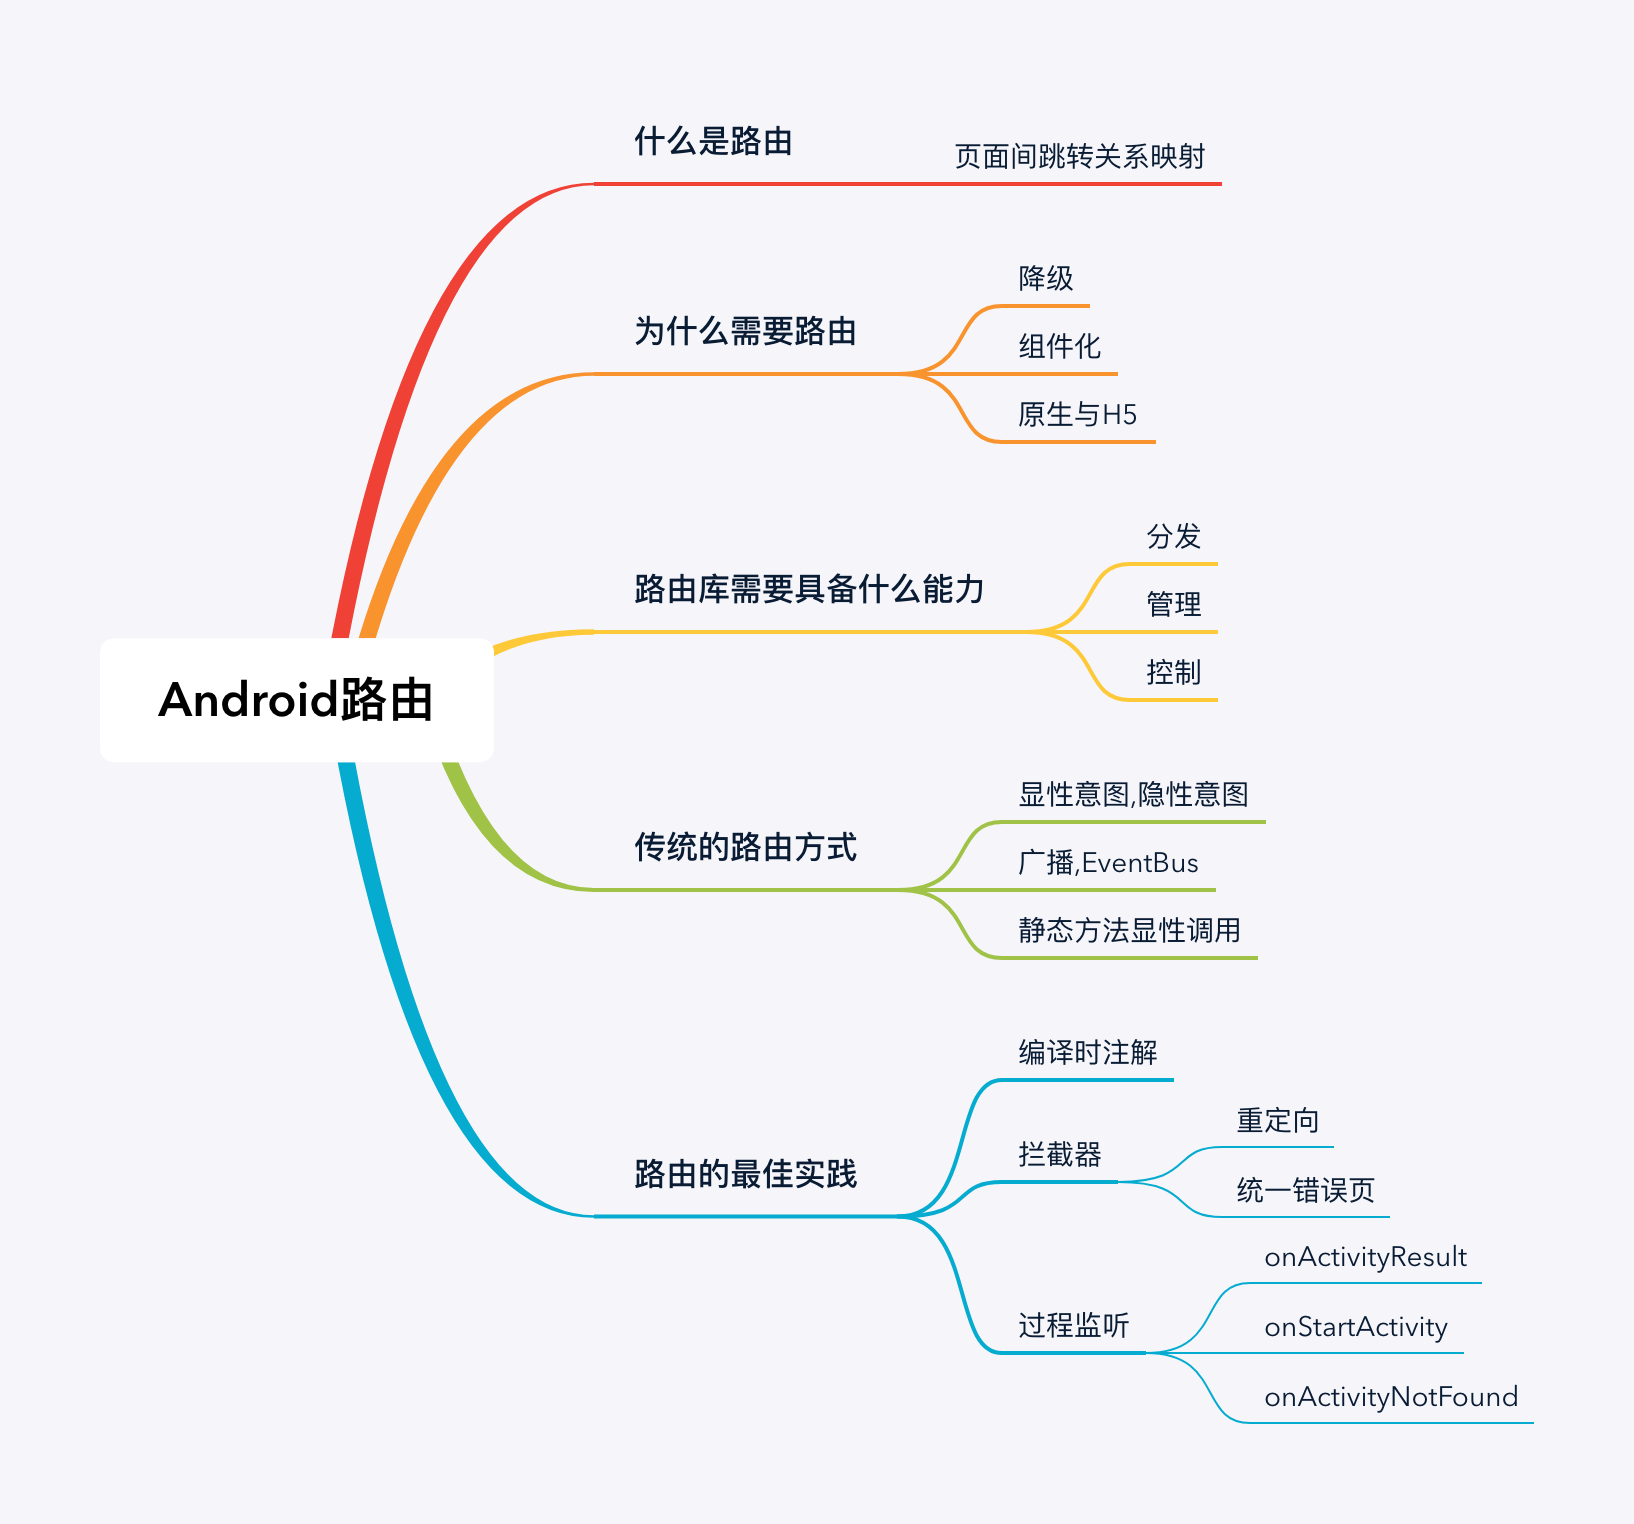 Android路由
什么是路由
页面间跳转关系映射
为什么需要路由
降级
组件化
原生与H5
路由库需要具备什么能力
分发
管理
控制
传统的路由方式
显性意图,隐性意图
广播,EventBus
静态方法显性调用
路由的最佳实践
编译时注解
拦截器
重定向
统一错误页
过程监听
onActivityResult
onStartActivity
onActivityNotFound